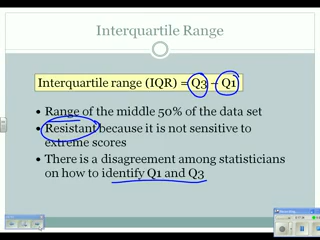 Interquartile Range
Interquartile range (IQR) = Q3 – Q1
• Range of the middle 50% of the data set
• Resistant because it is not sensitive to
extreme scores
• There is a disagreement among statisticians
on how to identify Q1 and Q3